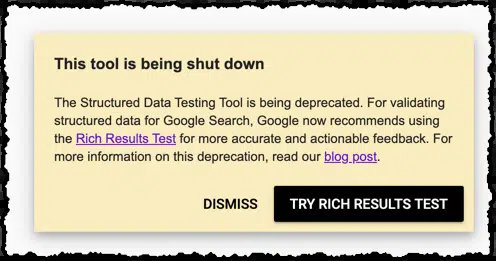 This tool is being shut down
The Structured Data Testing Tool is being deprecated. For validating
structured data for Google Search, Google now recommends using
the Rich Results Test for more accurate and actionable feedback. For
more information on this deprecation, read our blog post.
DISMISS TRY RICH RESULTS TEST